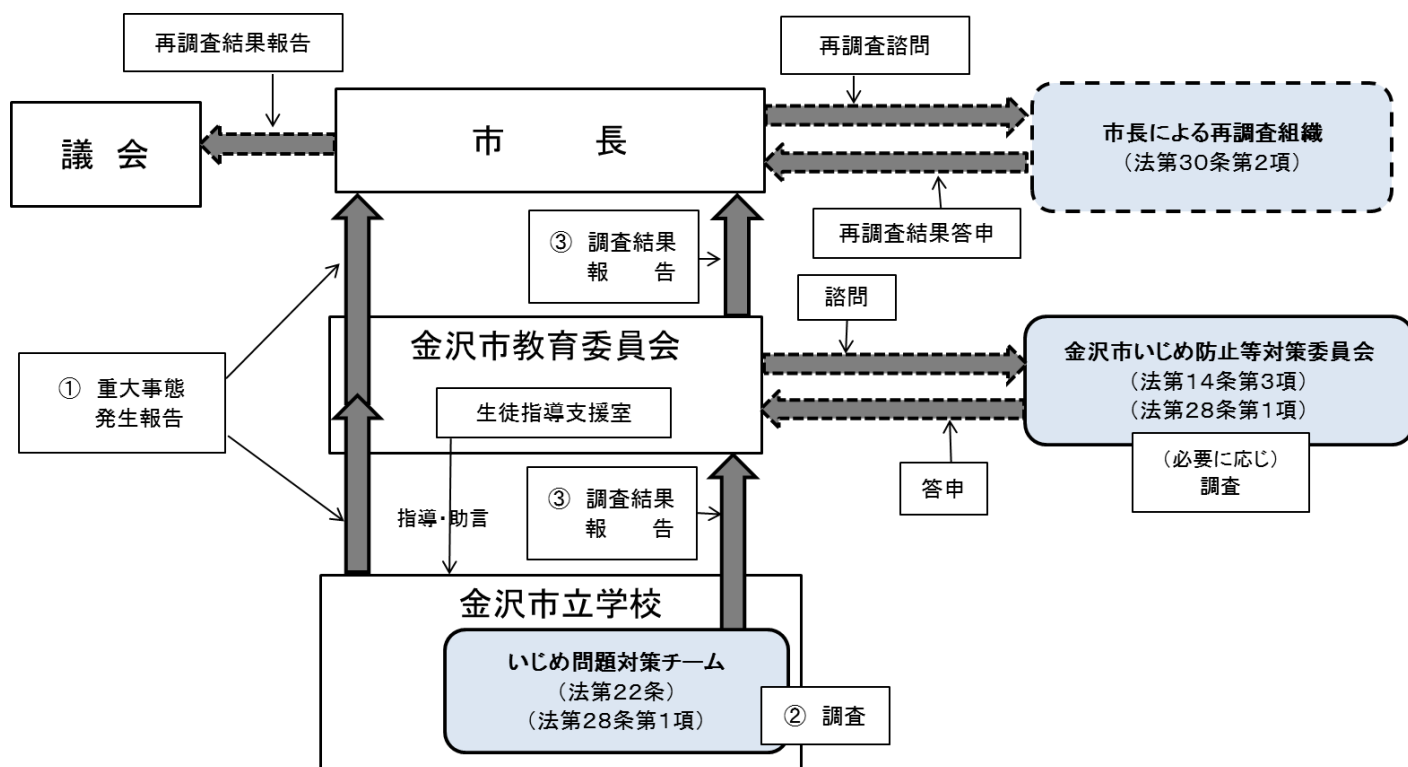 再調査結果報告
再調査諮問
議 会
市 長
市長による再調査組織
(法第30条第2項)
③ 調査結果
報 告
再調査結果答申
諮問
金沢市教育委員会
金沢市いじめ防止等対策委員会
(法第14条第3項)
(法第28条第1項)
① 重大事態
発生報告
生徒指導支援室
(必要に応じ)
調査
答申
指導・助言
③ 調査結果
報 告
金沢市立学校
いじめ問題対策チーム
(法第22条)
(法第28条第1項)
② 調査